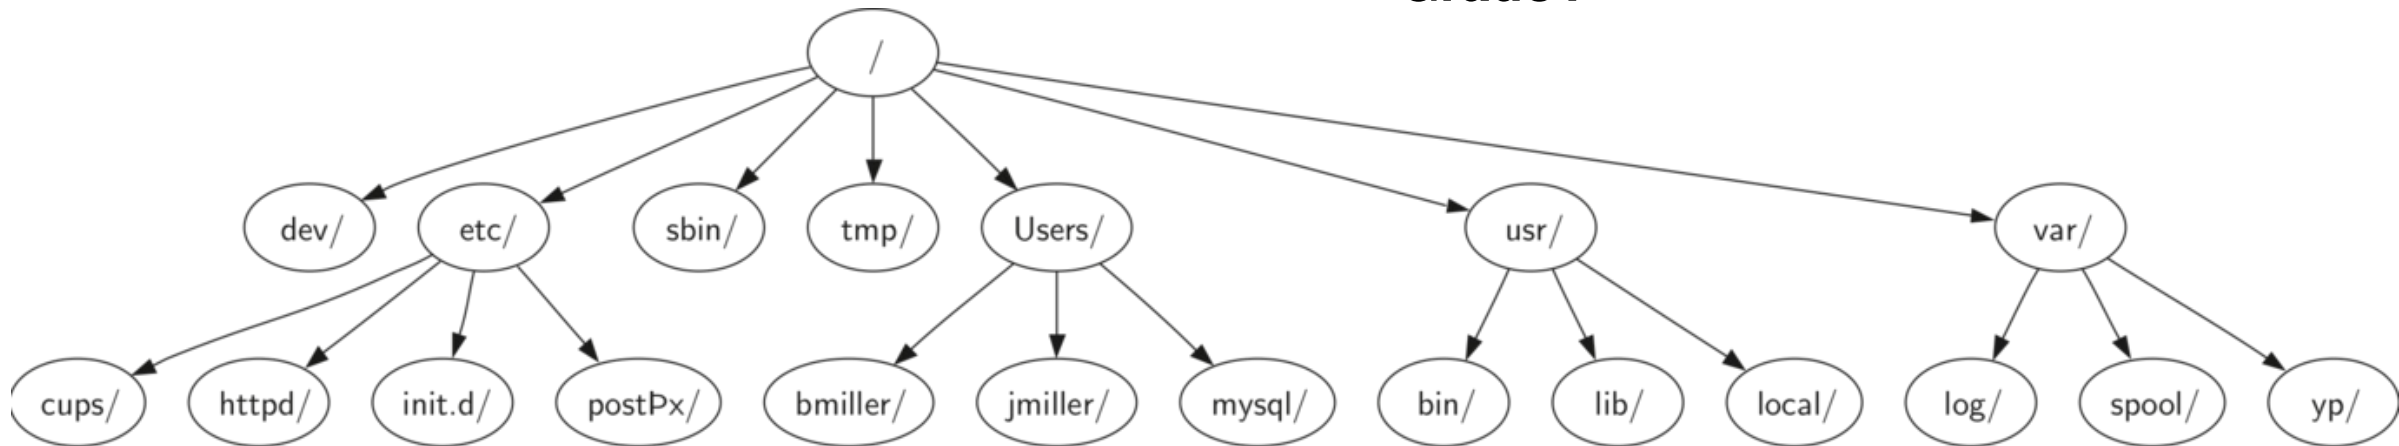 /
dev/ etc/ sbin/ tmp/ Users/ usr/ var/
cups/ httpd/ init.d/ postÞx/ bmiller/ jmiller/ mysql/ bin/ lib/ local/ log/ spool/ yp/